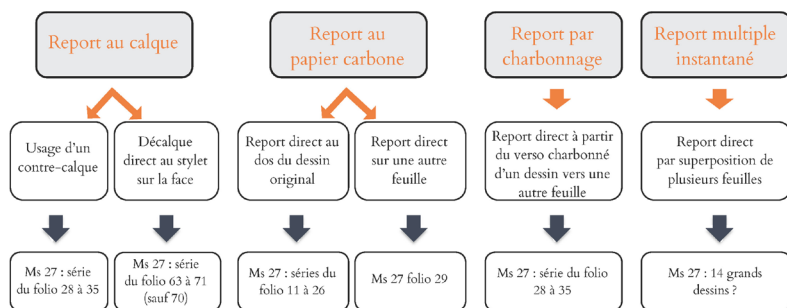 Report au calque
Report au
papier carbone
Report par
charbonnage
Report multiple
instantané
Usage d'un
contre-calque
Décalque
direct au stylet
sur la face
Report direct au
dos du dessin
original
Report direct
sur une autre
feuille
Report direct à partir
du verso charbonné
d'un dessin vers une
autre feuille
Report direct
par superposition de
plusieurs feuilles
Ms 27 : série
du folio 28 à 35
Ms 27 : série
du folio 63 à 71
(sauf 70)
Ms 27 : séries du
folio 11 à 26
Ms 27 folio 29
Ms 27 : série du folio
28 à 35
Ms 27 : 14 grands
dessins ?